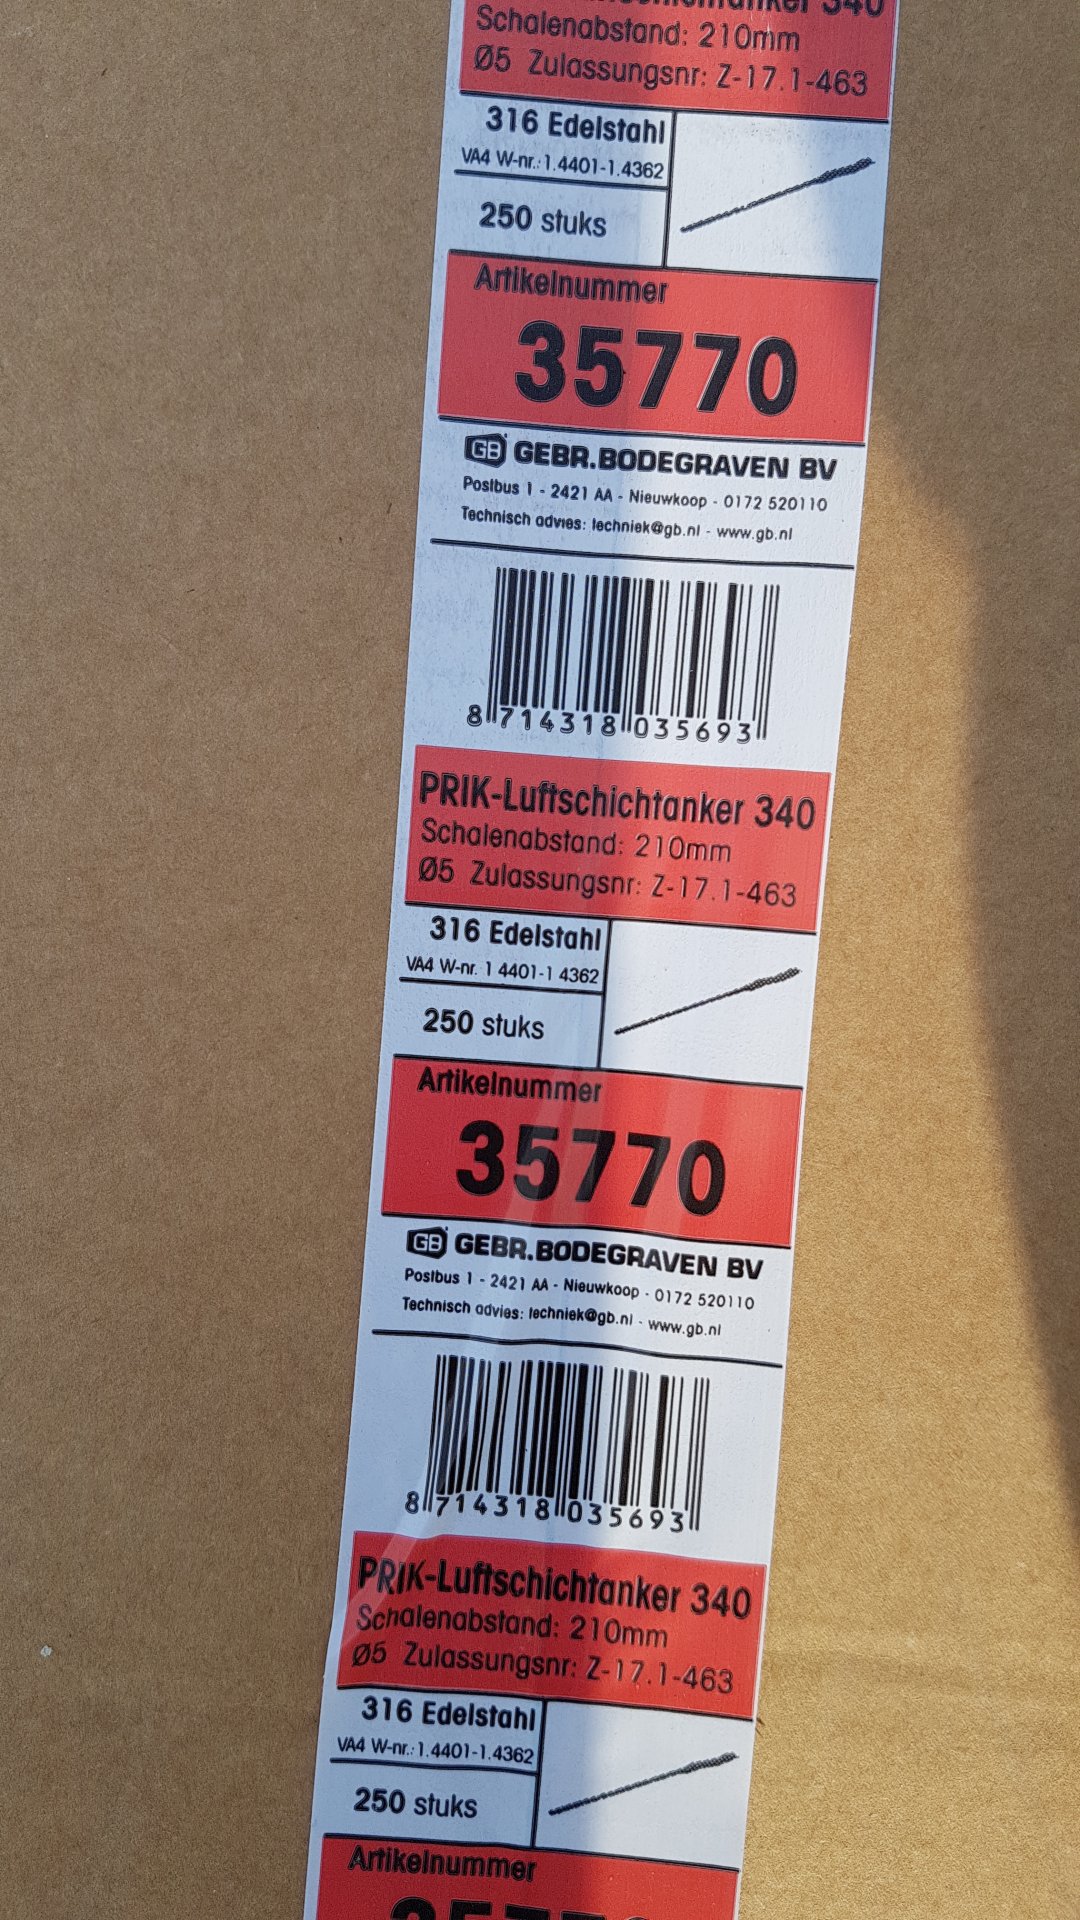 340
Schalenabstand: 210mm
Ø5 Zulassungsnr: Z-17.1-463
316 Edelstahl
VA4 W-nr.:1.4401-1.4362
250 stuks
Artikelnummer
35770
GB GEBR.BODEGRAVEN BV
Postbus 1 - 2421 AA - Nieuwkoop - 0172 520110
Technisch advies: techniek@gb.nl - www.gb.nl
8 714318 035693
PRIK-Luftschichtanker 340
Schalenabstand: 210mm
Ø5 Zulassungsnr: Z-17.1-463
316 Edelstahl
VA4 W-nr. 1 4401-1 4362
250 stuks
Artikelnummer
35770
GB GEBR.BODEGRAVEN BV
Postbus 1 - 2421 AA - Nieuwkoop - 0172 520110
Technisch advies: techniek@gb.nl - www.gb.nl
8 714318 035693
PRIK-Luftschichtanker 340
Schalenabstand: 210mm
Ø5 Zulassungsnr: Z-17.1-463
316 Edelstahl
VA4 W-nr.:1.4401-1.4362
250 stuks
Artikelnummer